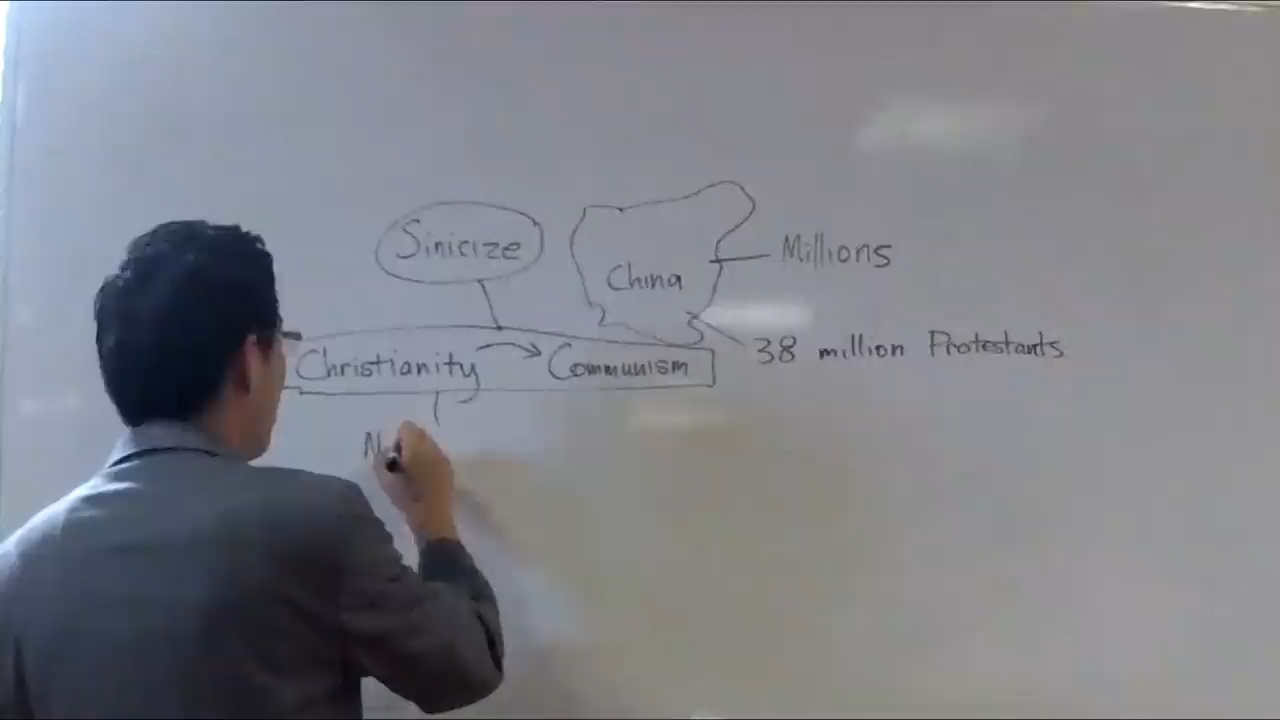 Sinicize
China
Millions
38 million Protestants
Christianity
Communism